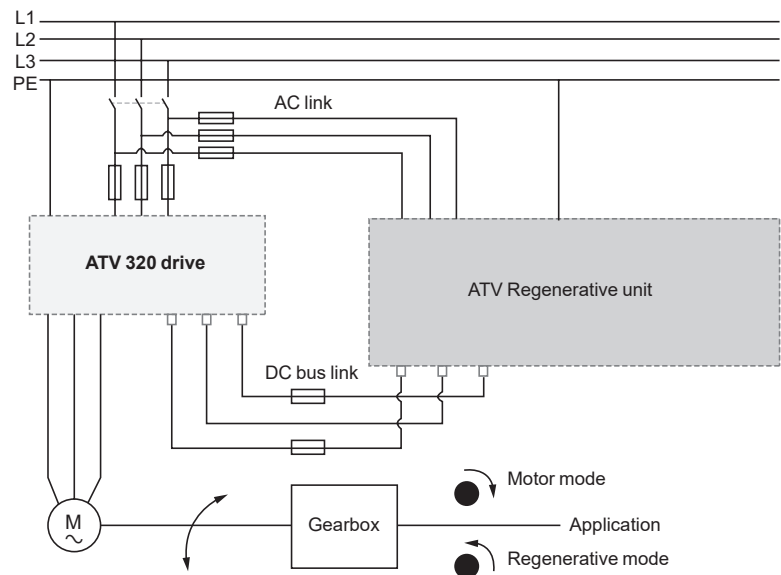 L1
L2
L3
PE
AC link
ATV 320 drive
ATV Regenerative unit
DC bus link
Motor mode
M
Gearbox
Application
Regenerative mode